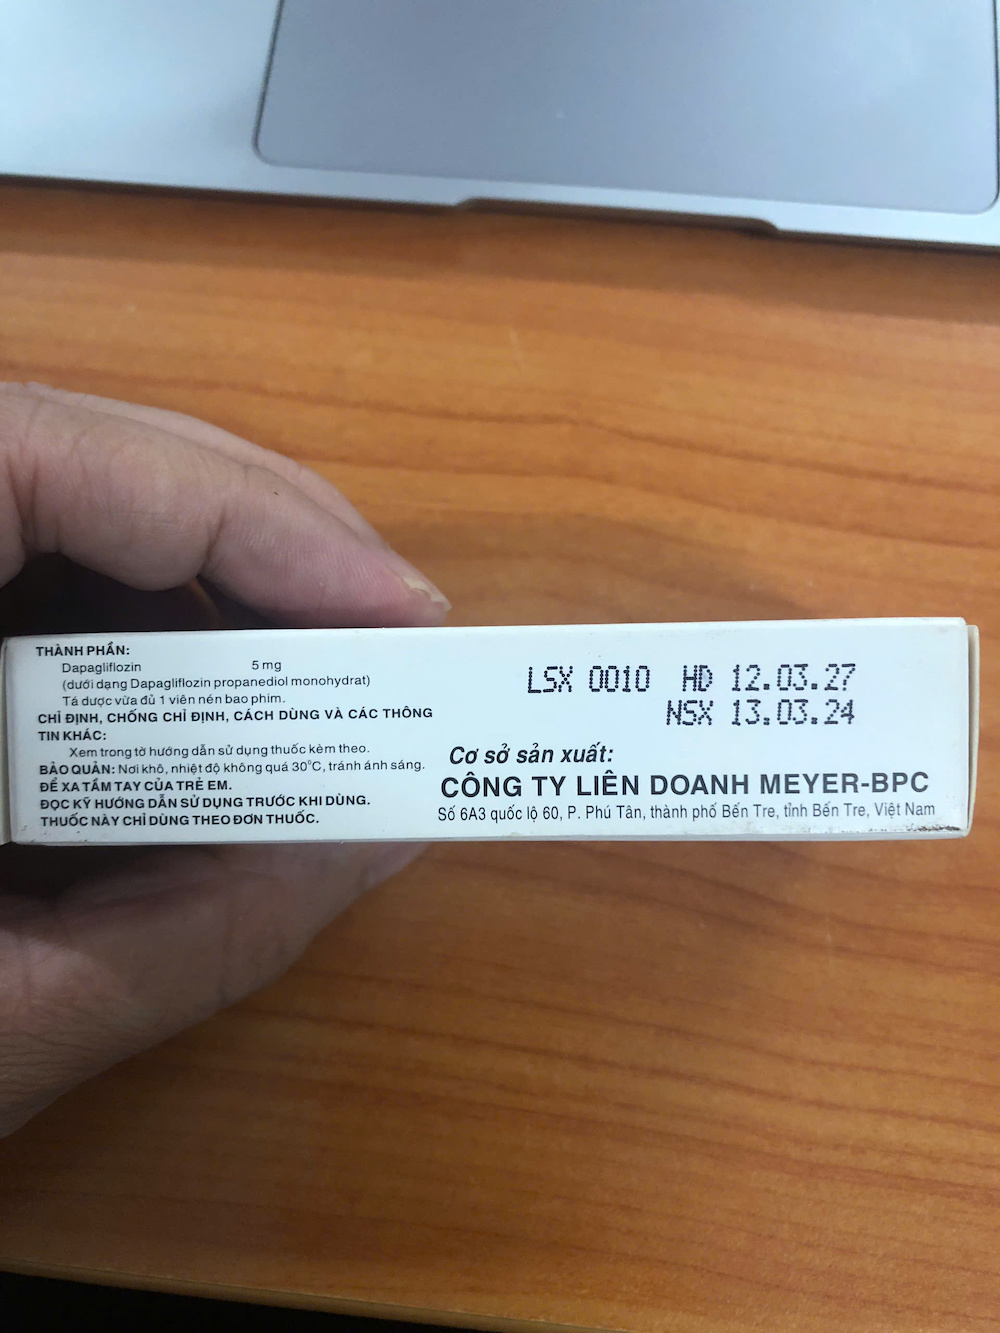 THÀNH PHẦN:
Dapagliflozin 5 mg
(dưới dạng Dapagliflozin propanediol monohydrat)
Tá dược vừa đủ 1 viên nén bao phim.
CHỈ ĐỊNH, CHỐNG CHỈ ĐỊNH, CÁCH DÙNG VÀ CÁC THÔNG
TIN KHÁC:
Xem trong tờ hướng dẫn sử dụng thuốc kèm theo.
BẢO QUẢN: Nơi khô, nhiệt độ không quá 30°C, tránh ánh sáng.
ĐỂ XA TẦM TAY CỦA TRẺ EM.
ĐỌC KỸ HƯỚNG DẪN SỬ DỤNG TRƯỚC KHI DÙNG.
THUỐC NÀY CHỈ DÙNG THEO ĐƠN THUỐC.
LSX 0010 HD 12.03.27
NSX 13.03.24
Cơ sở sản xuất:
CÔNG TY LIÊN DOANH MEYER-BPC
Số 6A3 quốc lộ 60, P. Phú Tân, thành phố Bến Tre, tỉnh Bến Tre, Việt Nam